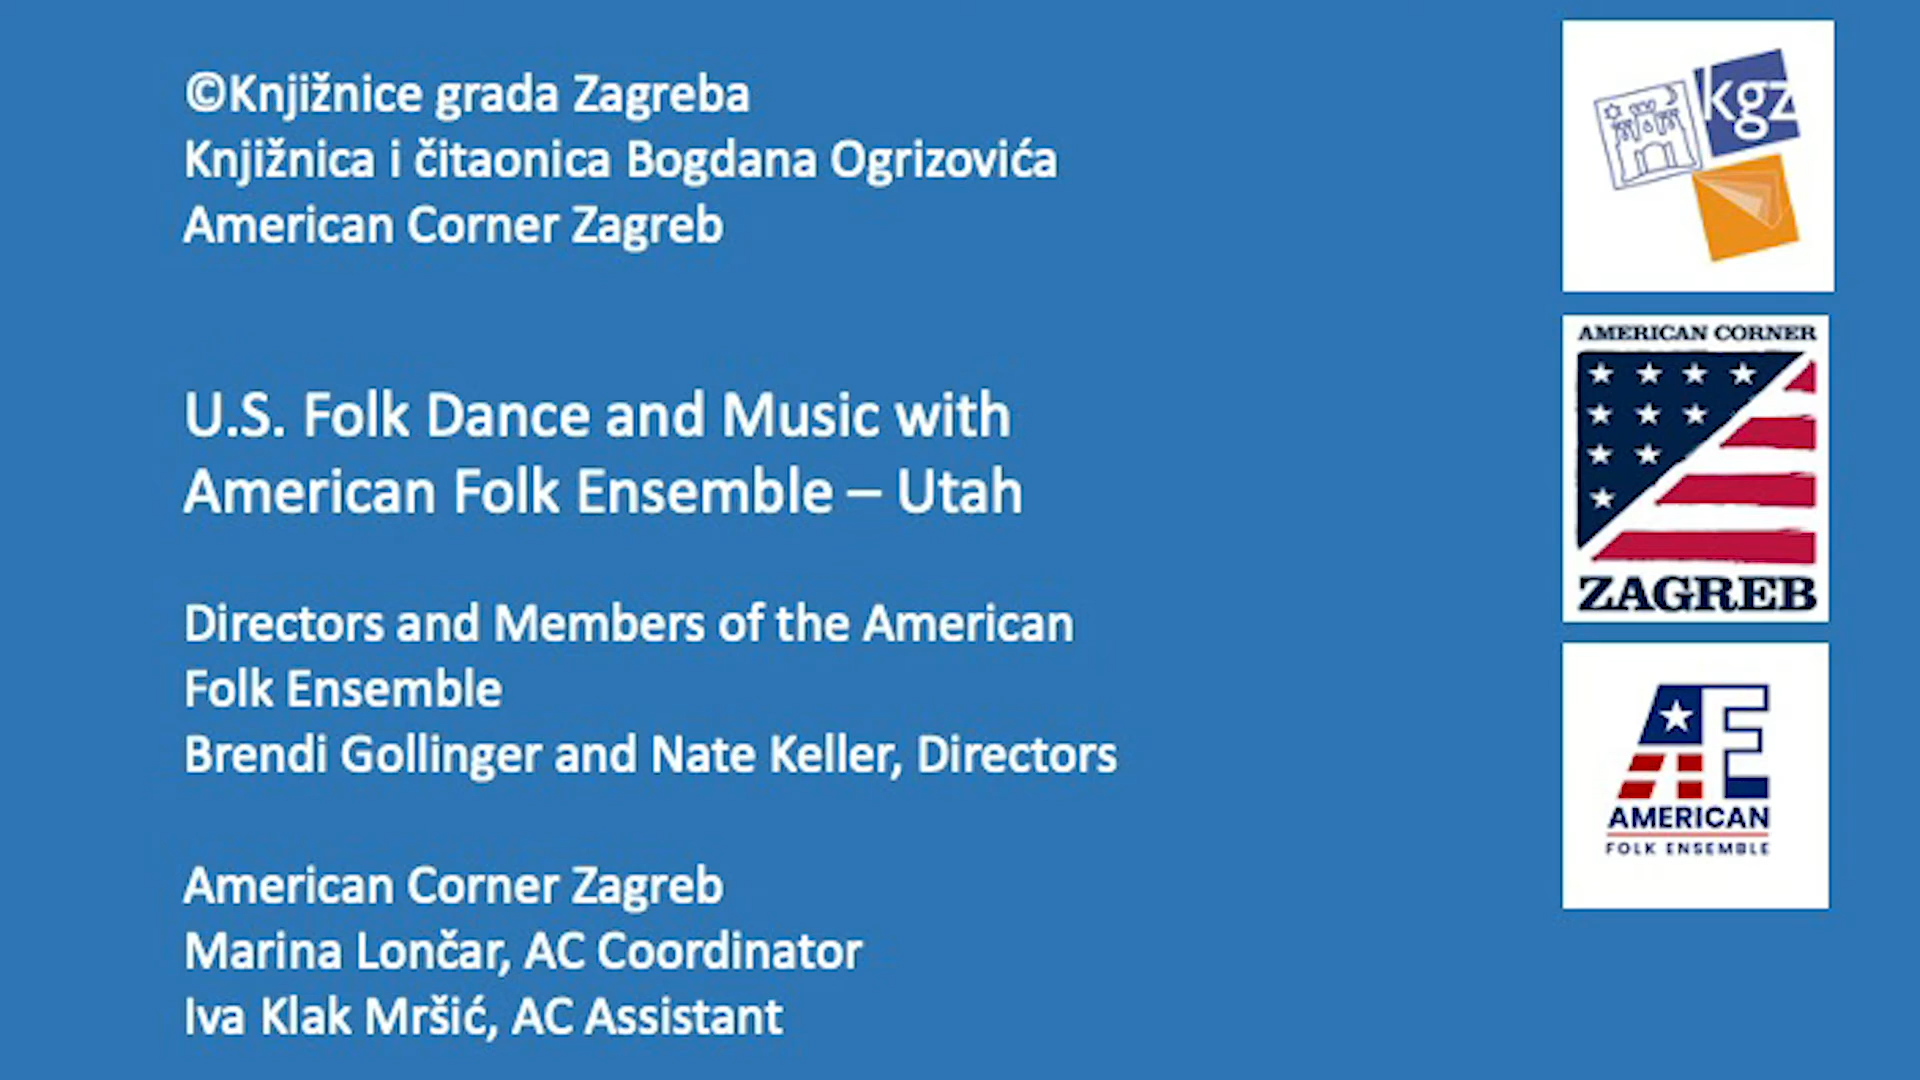 ©Knjižnice grada Zagreba
Knjižnica i čitaonica Bogdana Ogrizovića
American Corner Zagreb
U.S. Folk Dance and Music with
American Folk Ensemble – Utah
Directors and Members of the American
Folk Ensemble
Brendi Gollinger and Nate Keller, Directors
American Corner Zagreb
Marina Lončar, AC Coordinator
Iva Klak Mršić, AC Assistant
kgz
AMERICAN CORNER
ZAGREB
AE
AMERICAN
FOLK ENSEMBLE